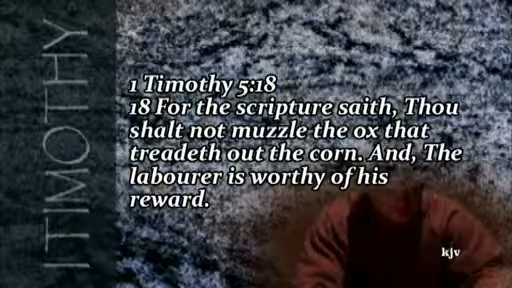 I TIMOTHY
1 Timothy 5:18
18 For the scripture saith, Thou
shalt not muzzle the ox that
treadeth out the corn. And, The
labourer is worthy of his
reward.
kjv